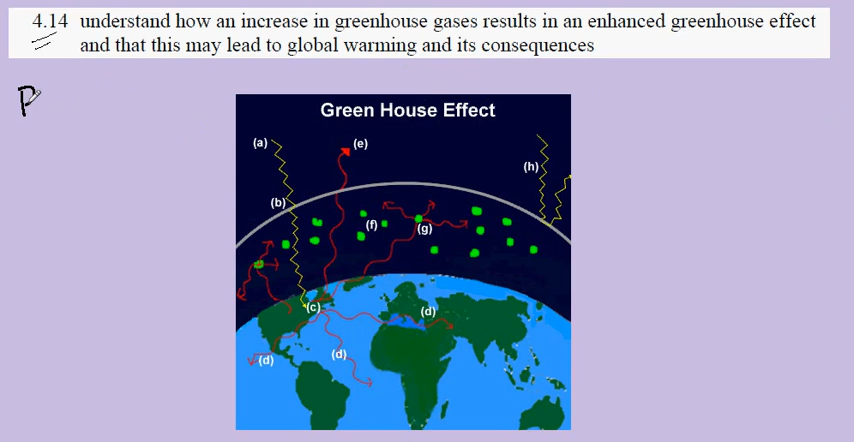 4.14 understand how an increase in greenhouse gases results in an enhanced greenhouse effect
and that this may lead to global warming and its consequences
P
Green House Effect
(a)
(e)
(h)
(b)
(f)
(g)
(c)
(d)
(d)
(d)